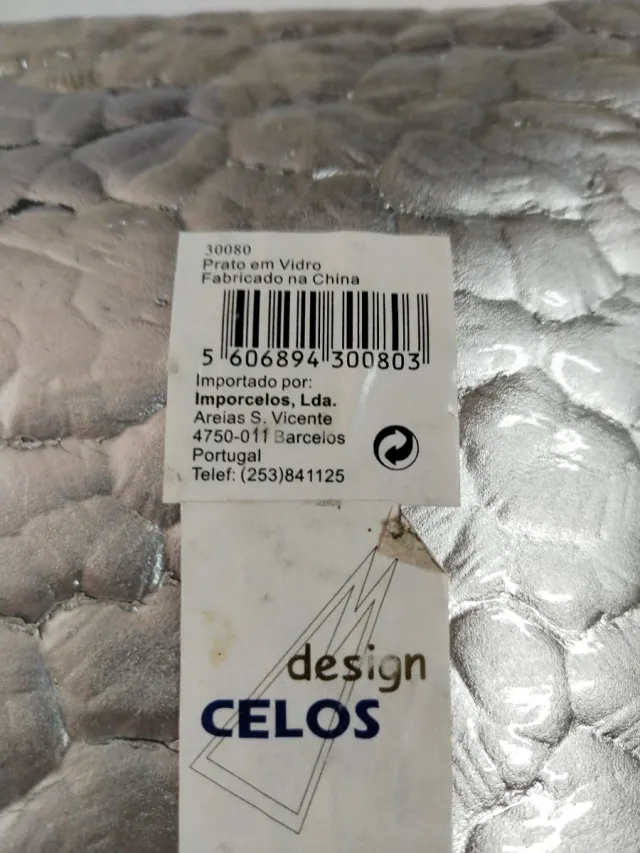 30080
Prato em Vidro
Fabricado na China
5 606894 300803
Importado por:
Imporcelos, Lda.
Areias S. Vicente
4750-011 Barcelos
Portugal
Telef: (253)841125
design
CELOS